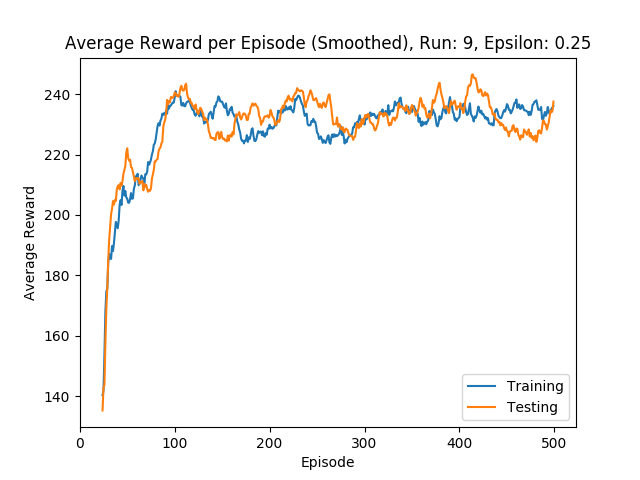 Average Reward per Episode (Smoothed), Run: 9, Epsilon: 0.25
240
220
200
180
160
140
Average Reward
0 100 200 300 400 500
Episode
Training
Testing